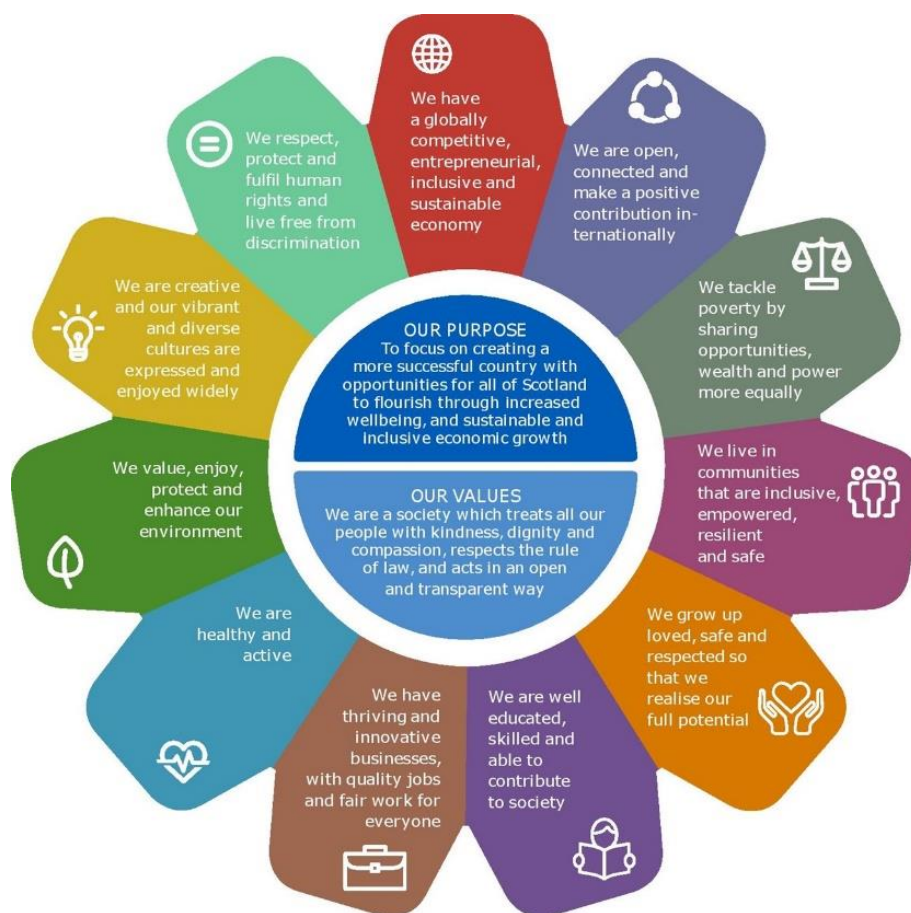 We have
a globally
competitive,
entrepreneurial,
inclusive and
sustainable
economy
We are open,
connected and
make a positive
contribution in-
ternationally
We tackle
poverty by
sharing
opportunities,
wealth and power
more equally
We live in
communities
that are inclusive,
empowered,
resilient
and safe
We grow up
loved, safe and
respected so
that we
realise our
full potential
We are well
educated,
skilled and
able to
contribute
to society
We have
thriving and
innovative
businesses,
with quality jobs
and fair work for
everyone
We are
healthy and
active
We value, enjoy,
protect and
enhance our
environment
We are creative
and our vibrant
and diverse
cultures are
expressed and
enjoyed widely
We respect,
protect and
fulfil human
rights and
live free from
discrimination
OUR PURPOSE
To focus on creating a
more successful country with
opportunities for all of Scotland
to flourish through increased
wellbeing, and sustainable and
inclusive economic growth
OUR VALUES
We are a society which treats all our
people with kindness, dignity and
compassion, respects the rule
of law, and acts in an open
and transparent way